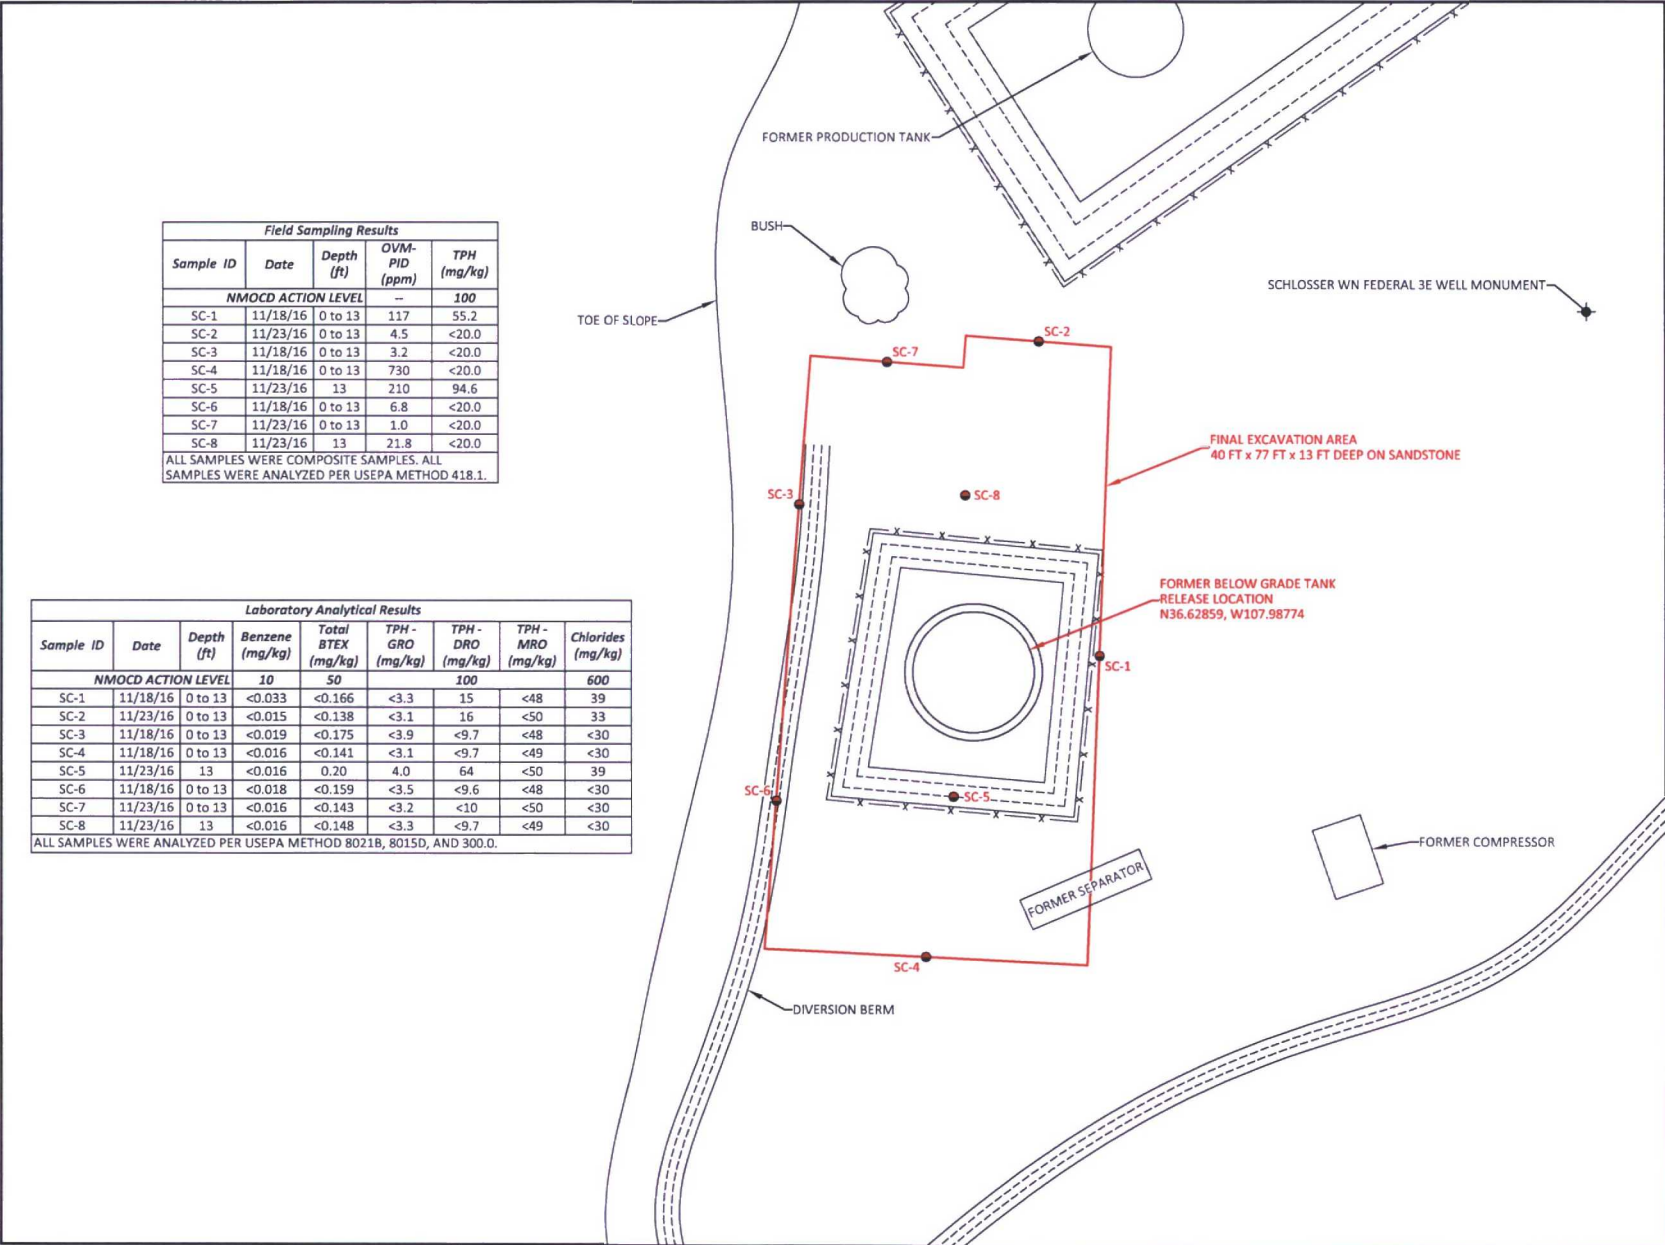 FORMER PRODUCTION TANK
BUSH
TOE OF SLOPE
SCHLOSSER WN FEDERAL 3E WELL MONUMENT
SC-2
SC-7
FINAL EXCAVATION AREA
40 FT x 77 FT x 13 FT DEEP ON SANDSTONE
SC-3
SC-8
FORMER BELOW GRADE TANK
RELEASE LOCATION
N36.62859, W107.98774
SC-1
SC-6
SC-5
FORMER SEPARATOR
FORMER COMPRESSOR
SC-4
DIVERSION BERM
Field Sampling Results
Sample ID Date Depth (ft) OVM-PID (ppm) TPH (mg/kg)
NMOCD ACTION LEVEL -- 100
SC-1 11/18/16 0 to 13 117 55.2
SC-2 11/23/16 0 to 13 4.5 <20.0
SC-3 11/18/16 0 to 13 3.2 <20.0
SC-4 11/18/16 0 to 13 730 <20.0
SC-5 11/23/16 13 210 94.6
SC-6 11/18/16 0 to 13 6.8 <20.0
SC-7 11/23/16 0 to 13 1.0 <20.0
SC-8 11/23/16 13 21.8 <20.0
ALL SAMPLES WERE COMPOSITE SAMPLES. ALL
SAMPLES WERE ANALYZED PER USEPA METHOD 418.1.
Laboratory Analytical Results
Sample ID Date Depth (ft) Benzene (mg/kg) Total BTEX (mg/kg) TPH - GRO (mg/kg) TPH - DRO (mg/kg) TPH - MRO (mg/kg) Chlorides (mg/kg)
NMOCD ACTION LEVEL 10 50 100 600
SC-1 11/18/16 0 to 13 <0.033 <0.166 <3.3 15 <48 39
SC-2 11/23/16 0 to 13 <0.015 <0.138 <3.1 16 <50 33
SC-3 11/18/16 0 to 13 <0.019 <0.175 <3.9 <9.7 <48 <30
SC-4 11/18/16 0 to 13 <0.016 <0.141 <3.1 <9.7 <49 <30
SC-5 11/23/16 13 <0.016 0.20 4.0 64 <50 39
SC-6 11/18/16 0 to 13 <0.018 <0.159 <3.5 <9.6 <48 <30
SC-7 11/23/16 0 to 13 <0.016 <0.143 <3.2 <10 <50 <30
SC-8 11/23/16 13 <0.016 <0.148 <3.3 <9.7 <49 <30
ALL SAMPLES WERE ANALYZED PER USEPA METHOD 8021B, 8015D, AND 300.0.